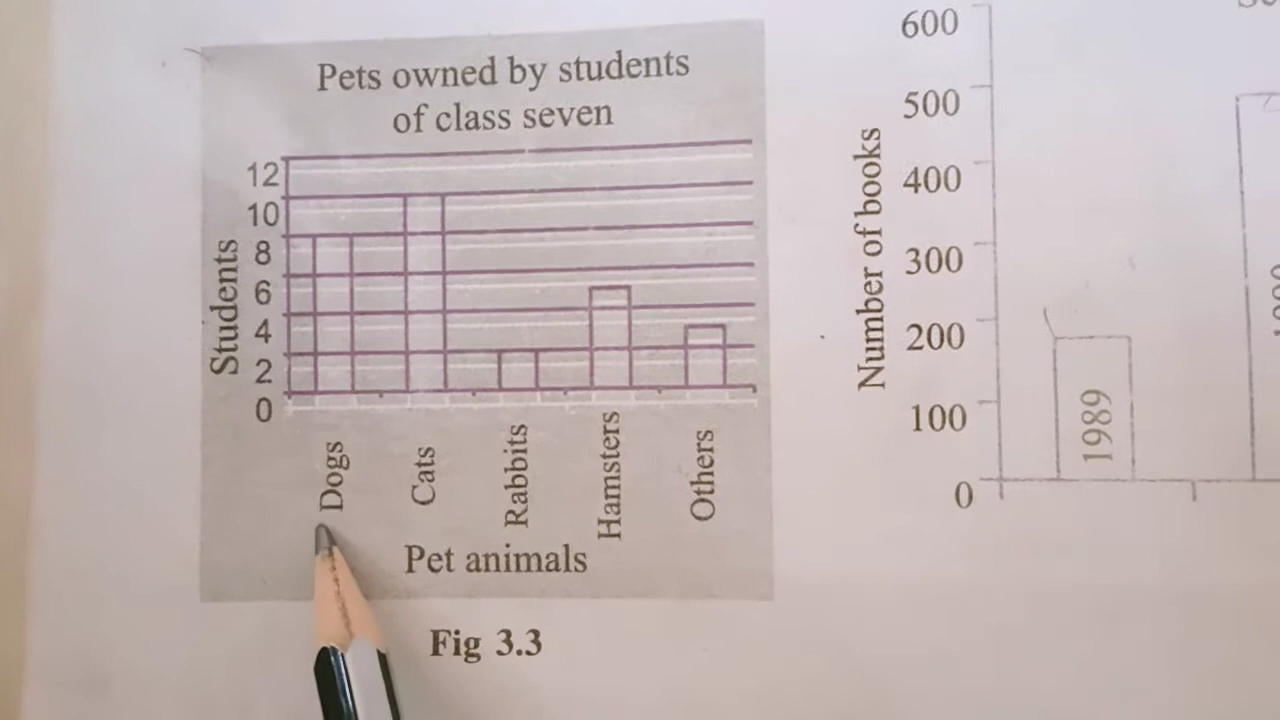 Pets owned by students
of class seven
Students
12
10
8
6
4
2
0
Dogs
Cats
Rabbits
Hamsters
Others
Pet animals
Fig 3.3
Number of books
600
500
400
300
200
100
0
1989